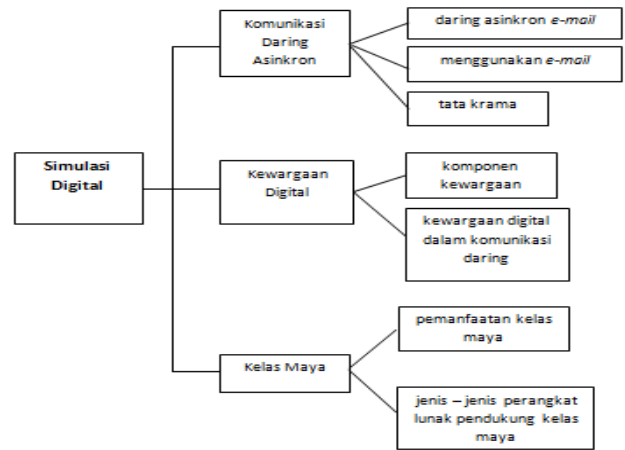 Simulasi
Digital
Komunikasi
Daring
Asinkron
daring asinkron e-mail
menggunakan e-mail
tata krama
Kewargaan
Digital
komponen
kewargaan
kewargaan digital
dalam komunikasi
daring
Kelas Maya
pemanfaatan kelas
maya
jenis – jenis perangkat
lunak pendukung kelas
maya